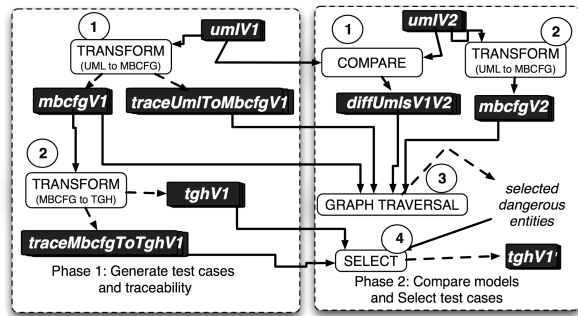 1
umlV1
TRANSFORM
(UML to MBCFG)
mbcfgV1
traceUmlToMbcfgV1
2
TRANSFORM
(MBCFG to TGH)
tghV1
traceMbcfgToTghV1
Phase 1: Generate test cases
and traceability
umlV2
1
COMPARE
2
TRANSFORM
(UML to MBCFG)
diffUmlsV1V2
mbcfgV2
3
GRAPH TRAVERSAL
selected
dangerous
entities
4
SELECT
tghV1'
Phase 2: Compare models
and Select test cases